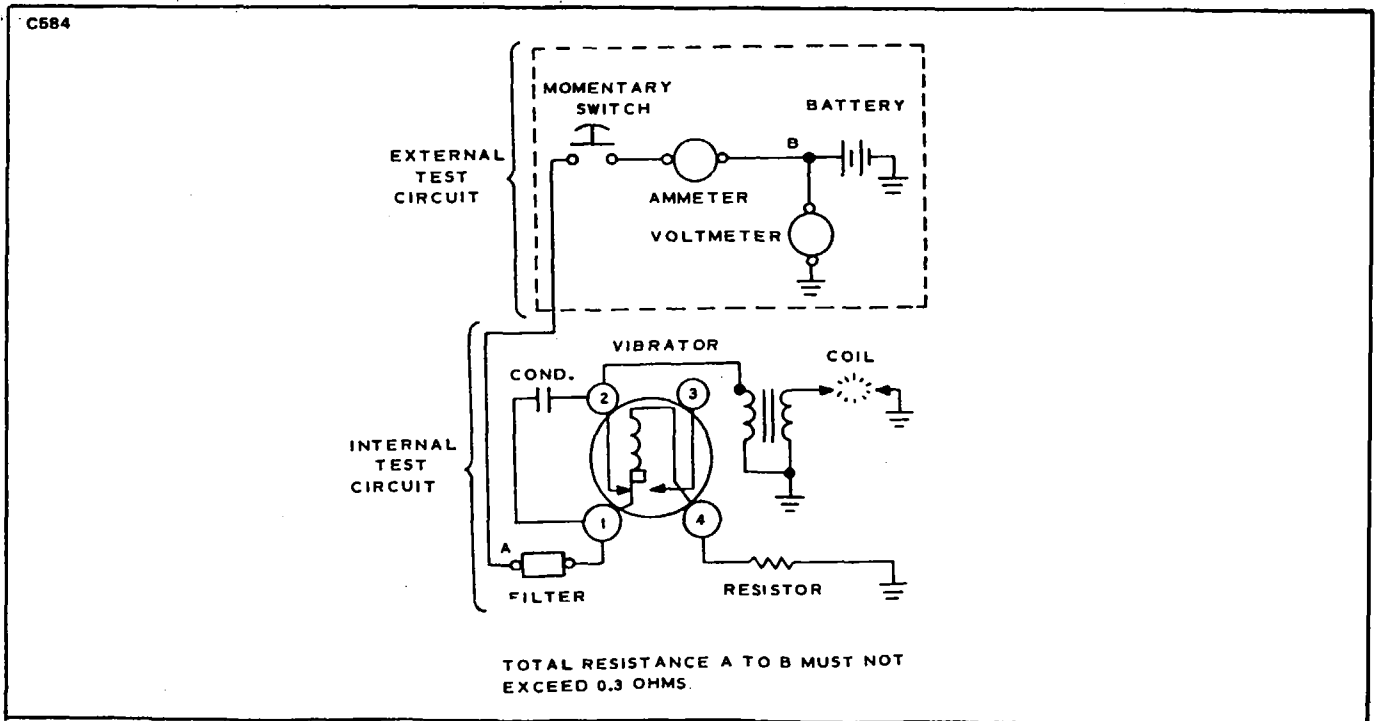 C584
MOMENTARY
SWITCH
BATTERY
B
EXTERNAL
TEST
CIRCUIT
AMMETER
VOLTMETER
VIBRATOR
COIL
COND.
2
3
INTERNAL
TEST
CIRCUIT
1
4
A
FILTER
RESISTOR
TOTAL RESISTANCE A TO B MUST NOT
EXCEED 0.3 OHMS.